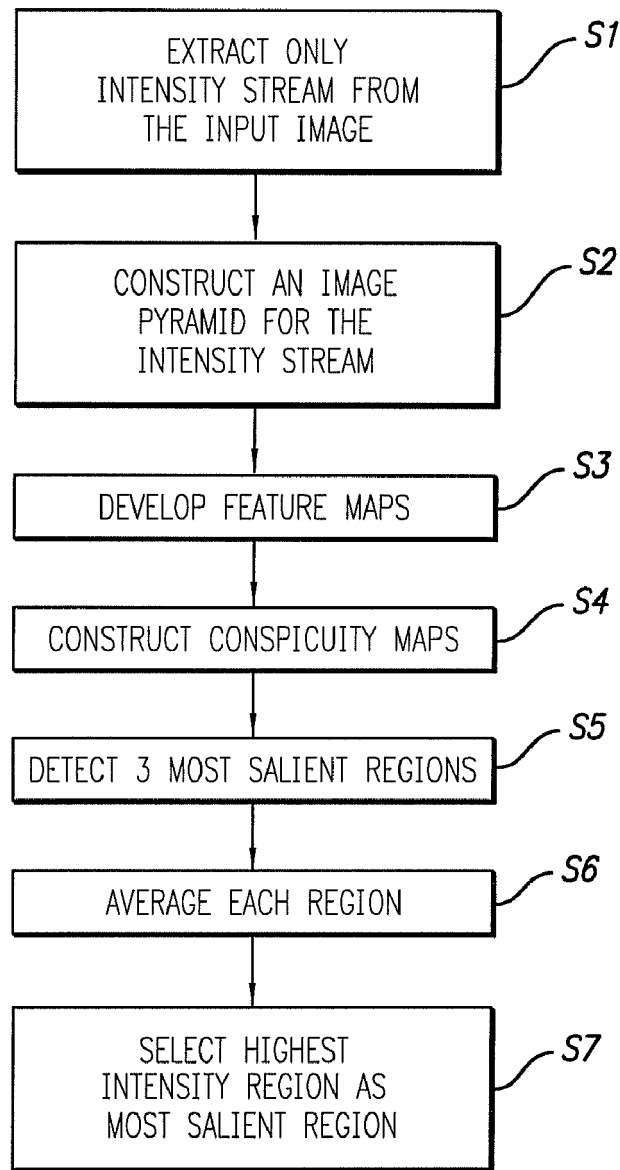 EXTRACT ONLY
INTENSITY STREAM FROM
THE INPUT IMAGE
S1
CONSTRUCT AN IMAGE
PYRAMID FOR THE
INTENSITY STREAM
S2
DEVELOP FEATURE MAPS
S3
CONSTRUCT CONSPICUITY MAPS
S4
DETECT 3 MOST SALIENT REGIONS
S5
AVERAGE EACH REGION
S6
SELECT HIGHEST
INTENSITY REGION AS
MOST SALIENT REGION
S7